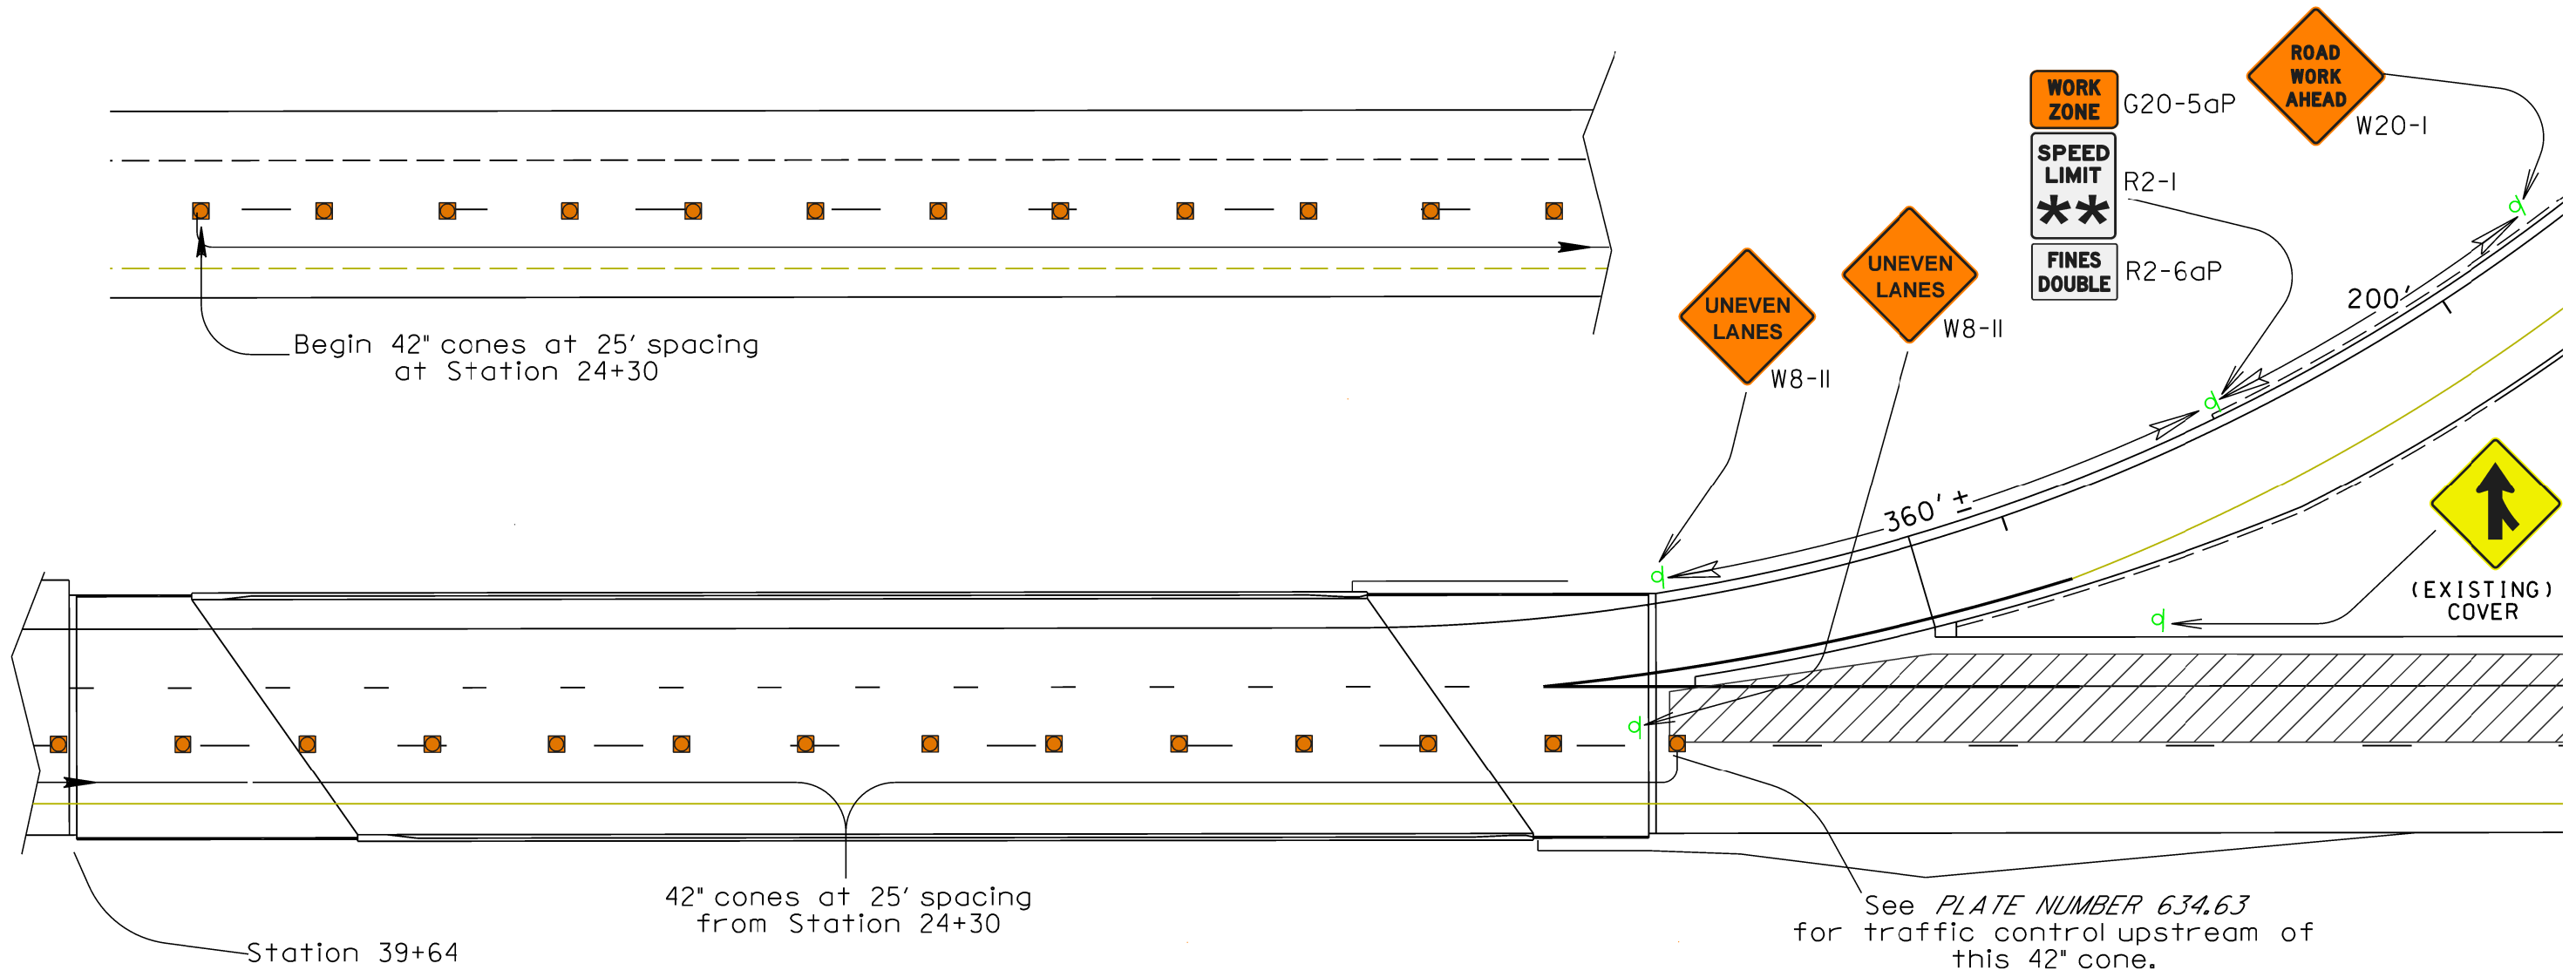 ROAD
WORK
AHEAD
W20-1
WORK
ZONE
G20-5aP
SPEED
LIMIT
**
R2-1
FINES
DOUBLE
R2-6aP
UNEVEN
LANES
W8-11
UNEVEN
LANES
W8-11
200'
360' ±
Begin 42" cones at 25' spacing
at Station 24+30
(EXISTING)
COVER
42" cones at 25' spacing
from Station 24+30
Station 39+64
See PLATE NUMBER 634.63
for traffic control upstream of
this 42" cone.